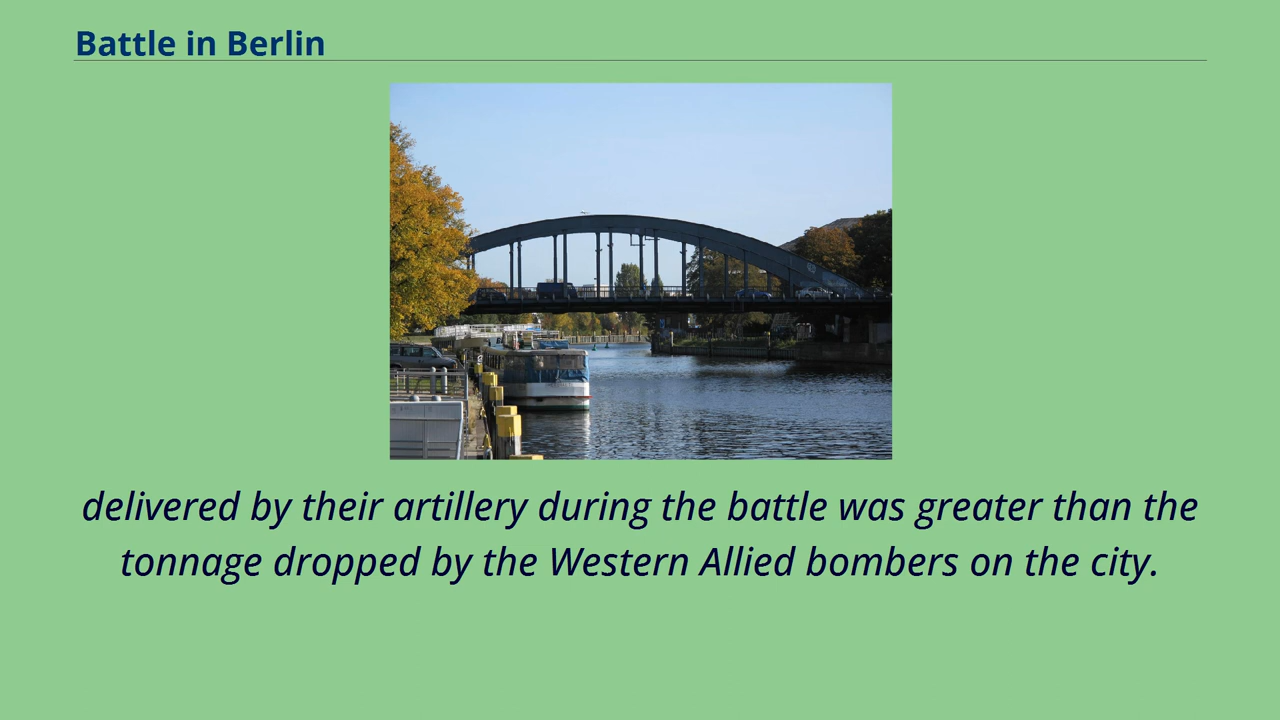 Battle in Berlin
delivered by their artillery during the battle was greater than the
tonnage dropped by the Western Allied bombers on the city.